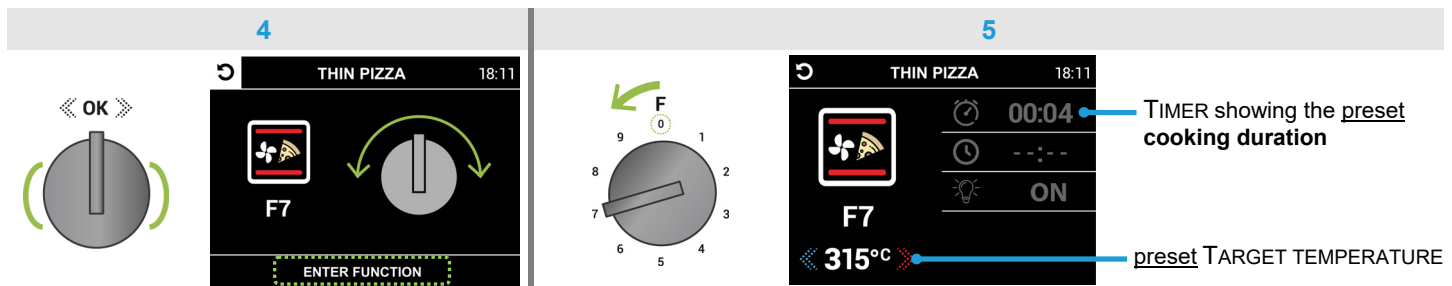 4
OK
THIN PIZZA 18:11
F7
ENTER FUNCTION
5
F
0
1
2
3
4
5
6
7
8
9
THIN PIZZA 18:11
00:04
--:--
ON
F7
315°C
TIMER showing the preset
cooking duration
preset TARGET TEMPERATURE